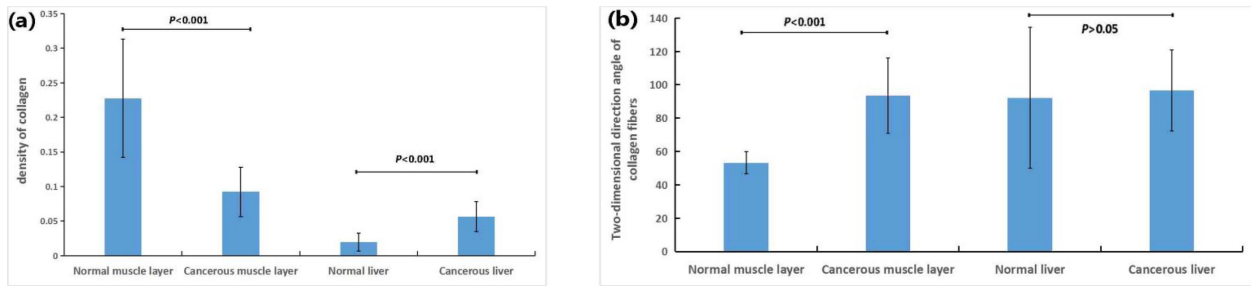 (a)
density of collagen
0.35
0.3
0.25
0.2
0.15
0.1
0.05
0
P<0.001
P<0.001
Normal muscle layer
Cancerous muscle layer
Normal liver
Cancerous liver
(b)
Two-dimensional direction angle of
collagen fibers
140
120
100
80
60
40
20
0
P<0.001
P>0.05
Normal muscle layer
Cancerous muscle layer
Normal liver
Cancerous liver